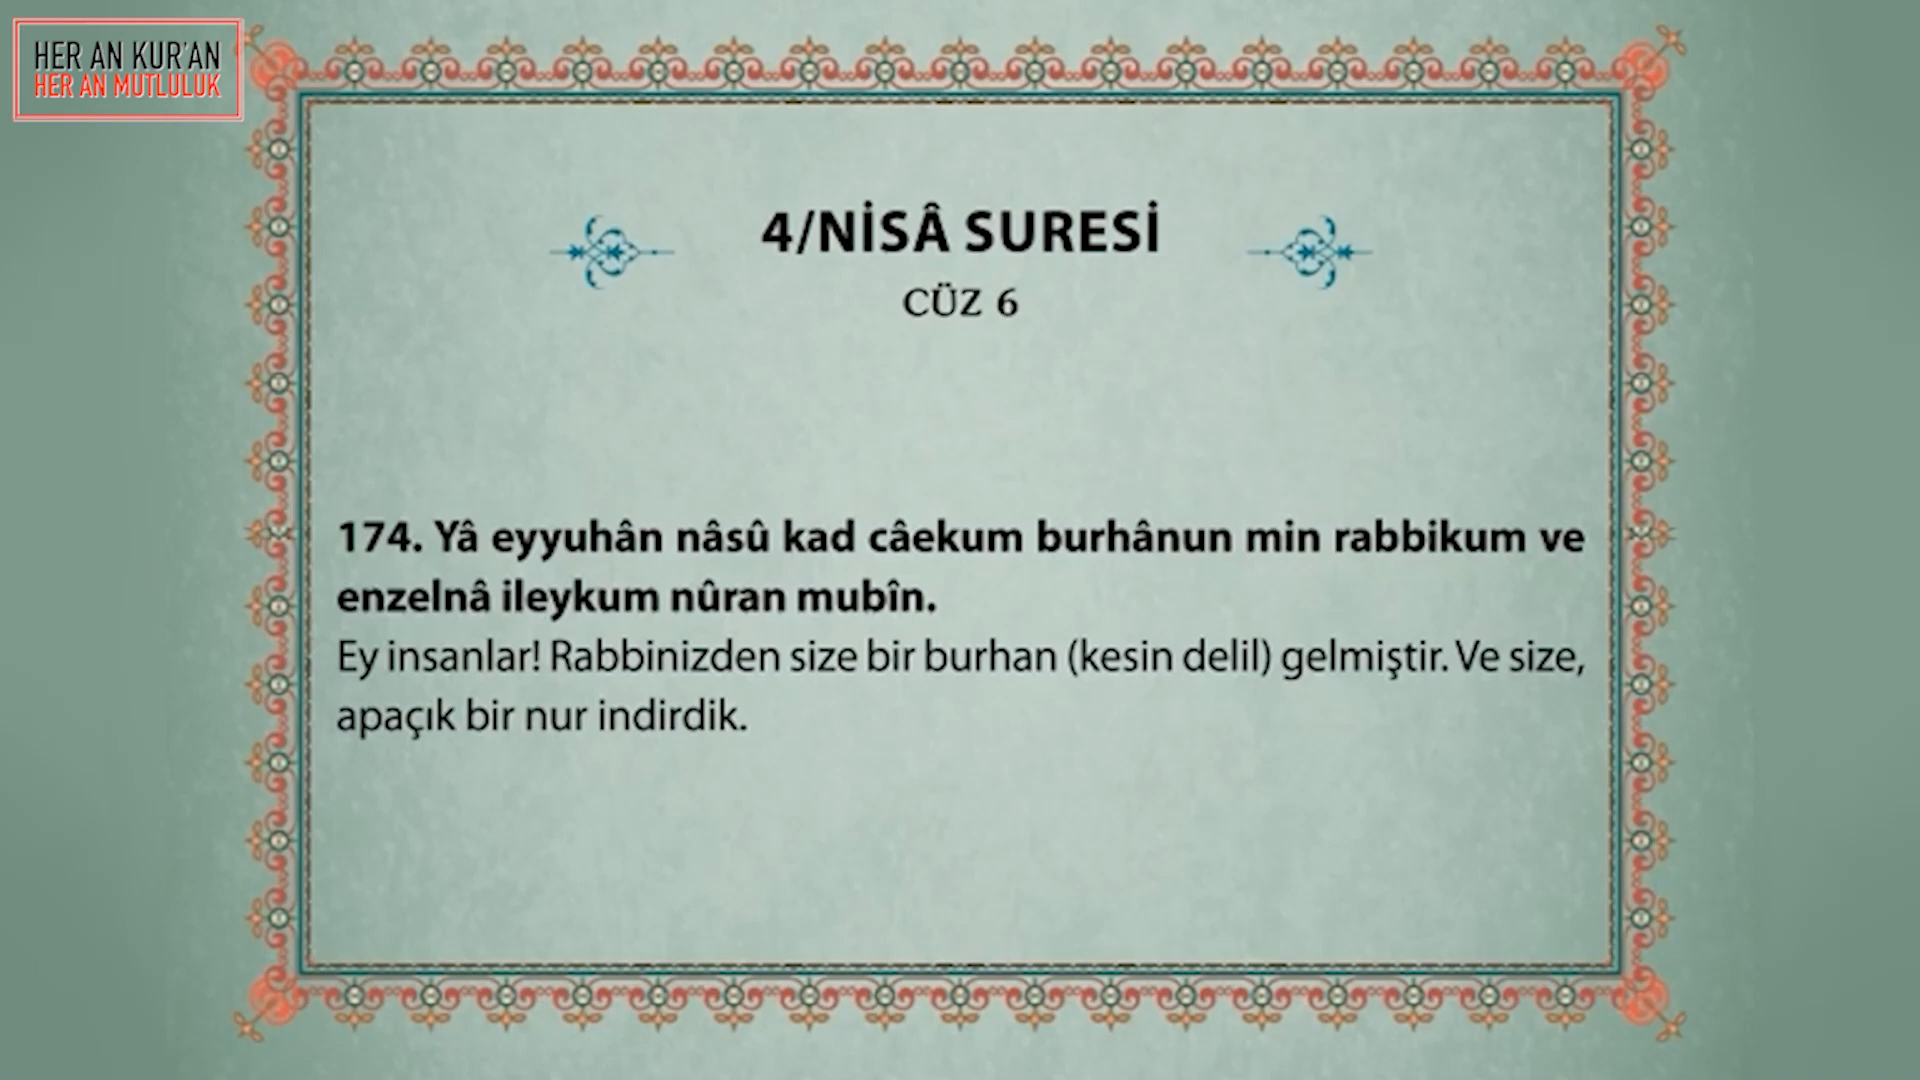 HER AN KUR'AN
HER AN MUTLULUK
4/NİSÂ SURESİ
CÜZ 6
174. Yâ eyyuhân nâsû kad câekum burhânun min rabbikum ve
enzelnâ ileykum nûran mubîn.
Ey insanlar! Rabbinizden size bir burhan (kesin delil) gelmiştir. Ve size,
apaçık bir nur indirdik.